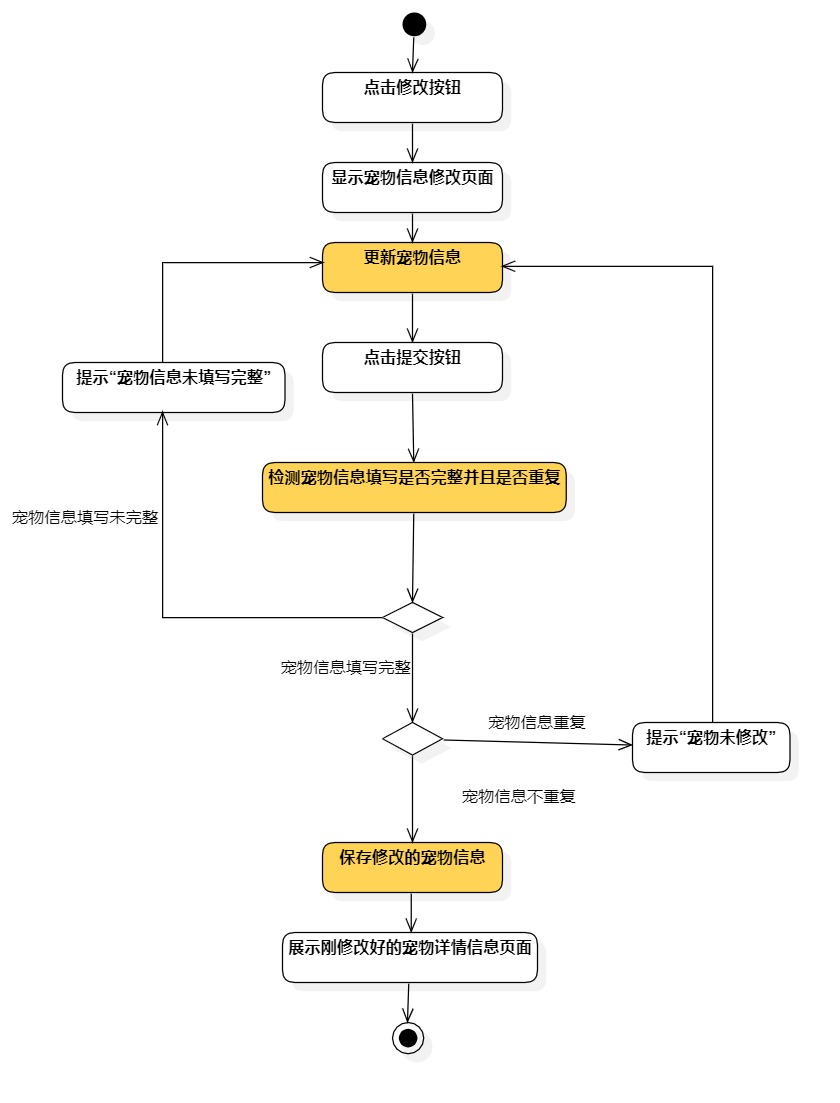 点击修改按钮
显示宠物信息修改页面
更新宠物信息
点击提交按钮
提示“宠物信息未填写完整”
检测宠物信息填写是否完整并且是否重复
宠物信息填写未完整
宠物信息填写完整
宠物信息重复
提示“宠物未修改”
宠物信息不重复
保存修改的宠物信息
展示刚修改好的宠物详情信息页面